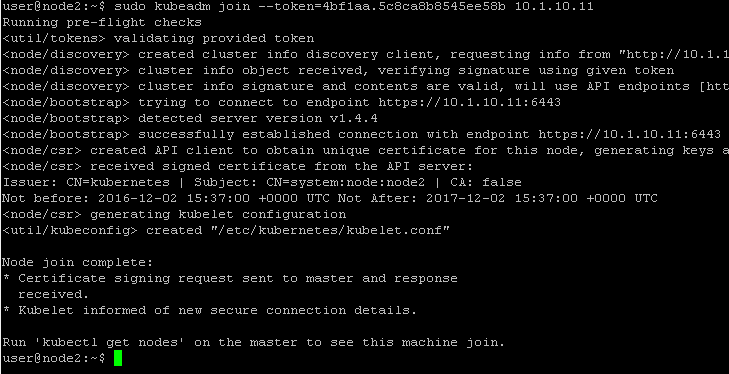 user@node2:~$ sudo kubeadm join --token=4bf1aa.5c8ca8b8545ee58b 10.1.10.11
Running pre-flight checks
<util/tokens> validating provided token
<node/discovery> created cluster info discovery client, requesting info from "http://10.1.1
<node/discovery> cluster info object received, verifying signature using given token
<node/discovery> cluster info signature and contents are valid, will use API endpoints [htt
<node/bootstrap> trying to connect to endpoint https://10.1.10.11:6443
<node/bootstrap> detected server version v1.4.4
<node/bootstrap> successfully established connection with endpoint https://10.1.10.11:6443
<node/csr> created API client to obtain unique certificate for this node, generating keys a
<node/csr> received signed certificate from the API server:
Issuer: CN=kubernetes | Subject: CN=system:node:node2 | CA: false
Not before: 2016-12-02 15:37:00 +0000 UTC Not After: 2017-12-02 15:37:00 +0000 UTC
<node/csr> generating kubelet configuration
<util/kubeconfig> created "/etc/kubernetes/kubelet.conf"
Node join complete:
* Certificate signing request sent to master and response
received.
* Kubelet informed of new secure connection details.
Run 'kubectl get nodes' on the master to see this machine join.
user@node2:~$